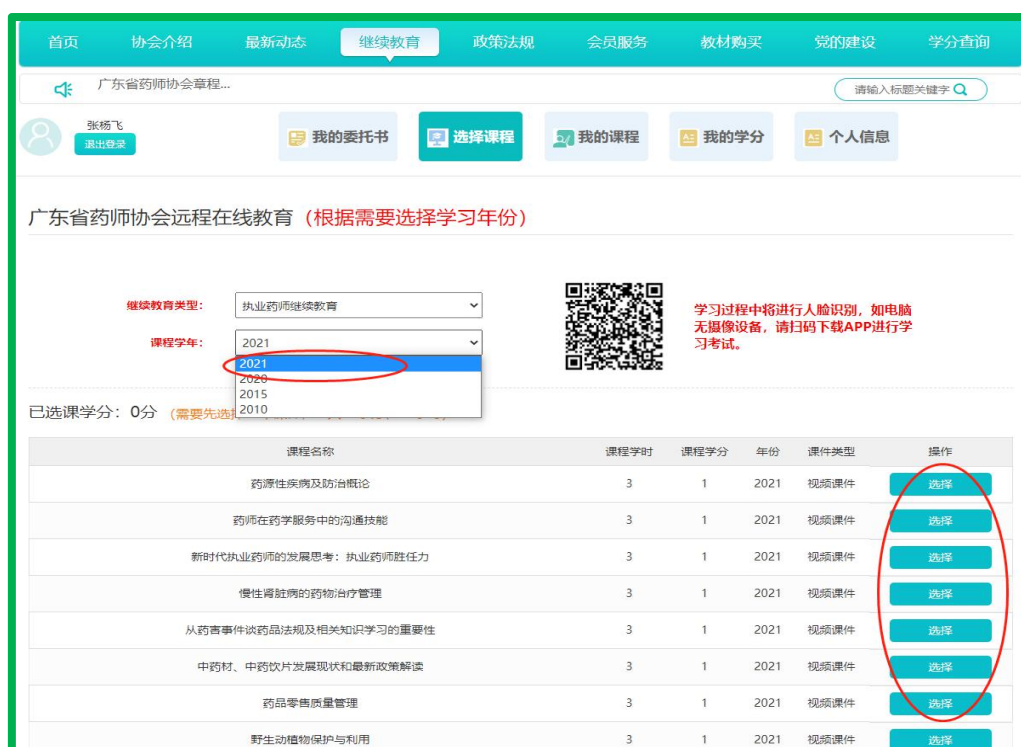 首页 协会介绍 最新动态 继续教育 政策法规 会员服务 教材购买 党的建设 学分查询
广东省药师协会章程...
请输入标题关键字
张杨飞
退出登录
我的委托书 选择课程 我的课程 我的学分 个人信息
广东省药师协会远程在线教育（根据需要选择学习年份）
继续教育类型： 执业药师继续教育
学习过程中将进行人脸识别，如电脑
无摄像设备，请扫码下载APP进行学
习考试。
课程学年： 2021
2021
2020
2015
2010
已选课学分：0分 （需要先选
课程名称 课程学时 课程学分 年份 课件类型 操作
药源性疾病及防治概论 3 1 2021 视频课件 选择
药师在药学服务中的沟通技能 3 1 2021 视频课件 选择
新时代执业药师的发展思考：执业药师胜任力 3 1 2021 视频课件 选择
慢性肾脏病的药物治疗管理 3 1 2021 视频课件 选择
从药害事件谈药品法规及相关知识学习的重要性 3 1 2021 视频课件 选择
中药材、中药饮片发展现状和最新政策解读 3 1 2021 视频课件 选择
药品零售质量管理 3 1 2021 视频课件 选择
野生动植物保护与利用 3 1 2021 视频课件 选择